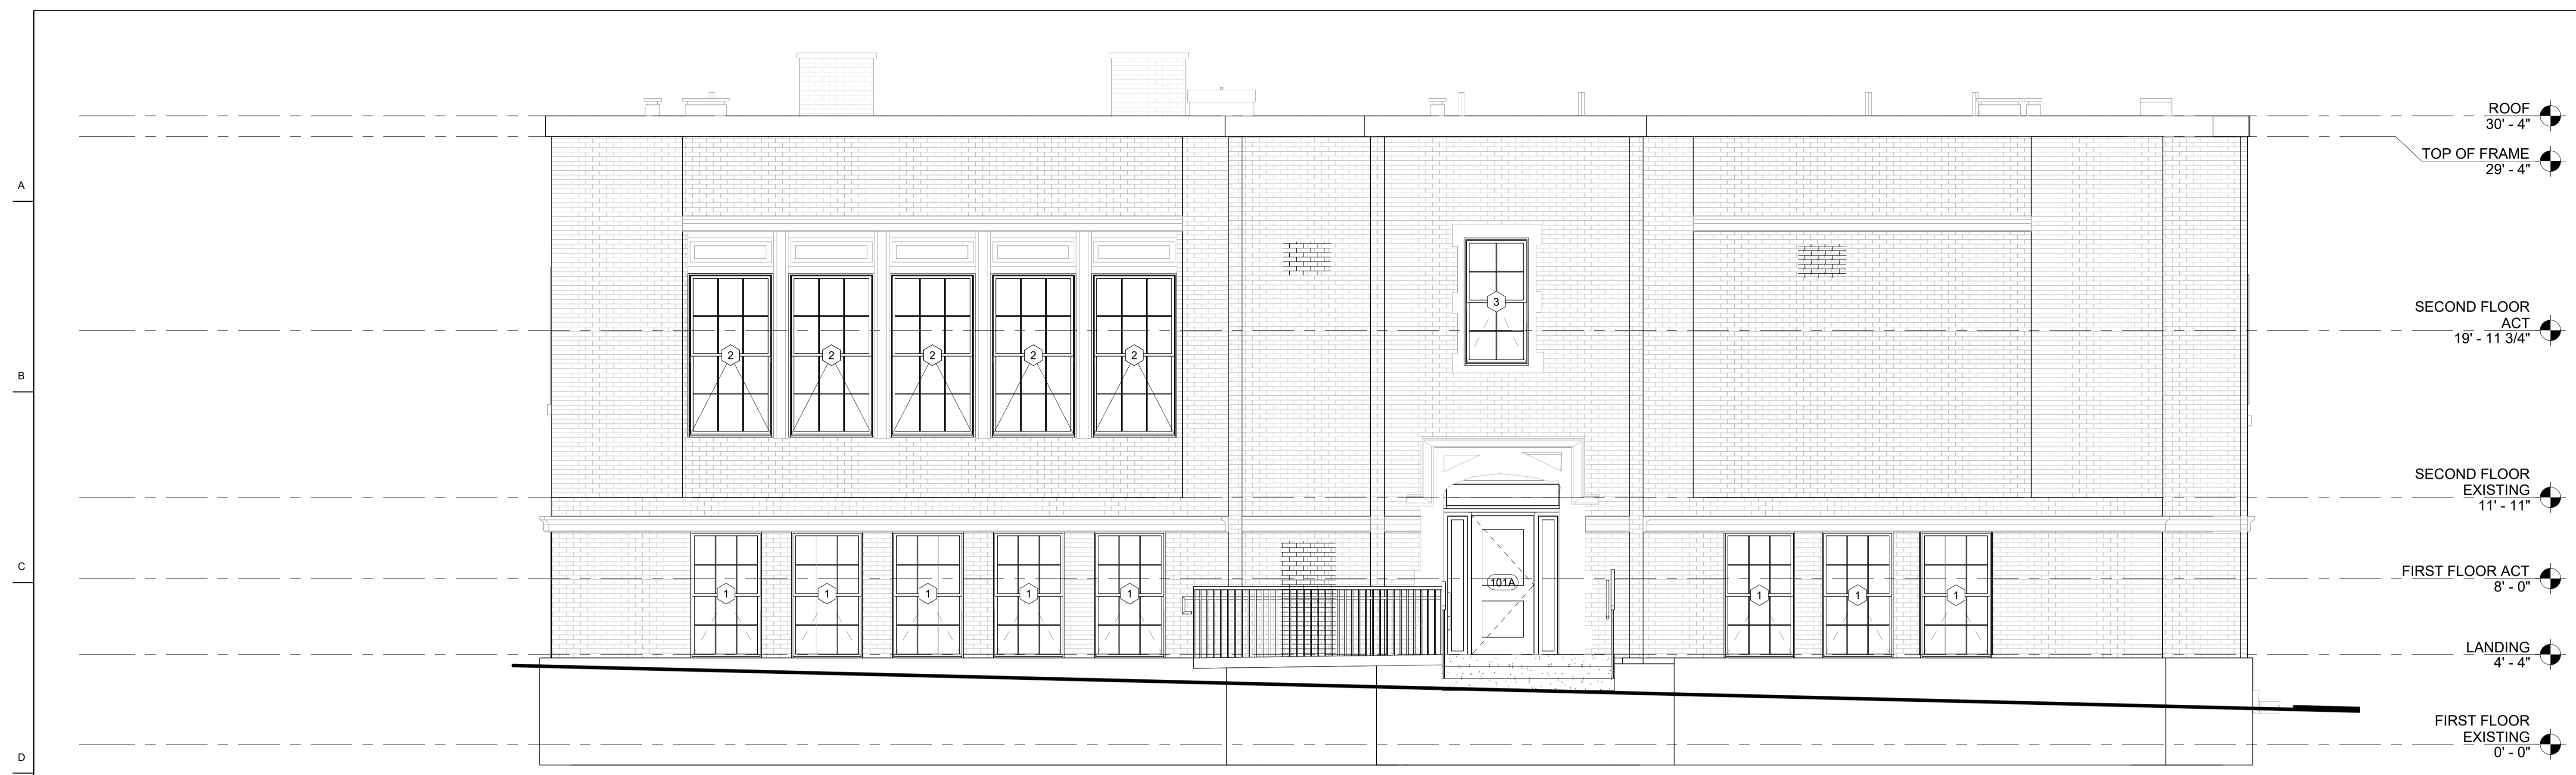 ROOF
30' - 4"
TOP OF FRAME
29' - 4"
A
3
SECOND FLOOR
ACT
19' - 11 3/4"
2 2 2 2 2
B
SECOND FLOOR
EXISTING
11' - 11"
C
FIRST FLOOR ACT
8' - 0"
101A
1 1 1 1 1 1 1 1
LANDING
4' - 4"
FIRST FLOOR
EXISTING
0' - 0"
D